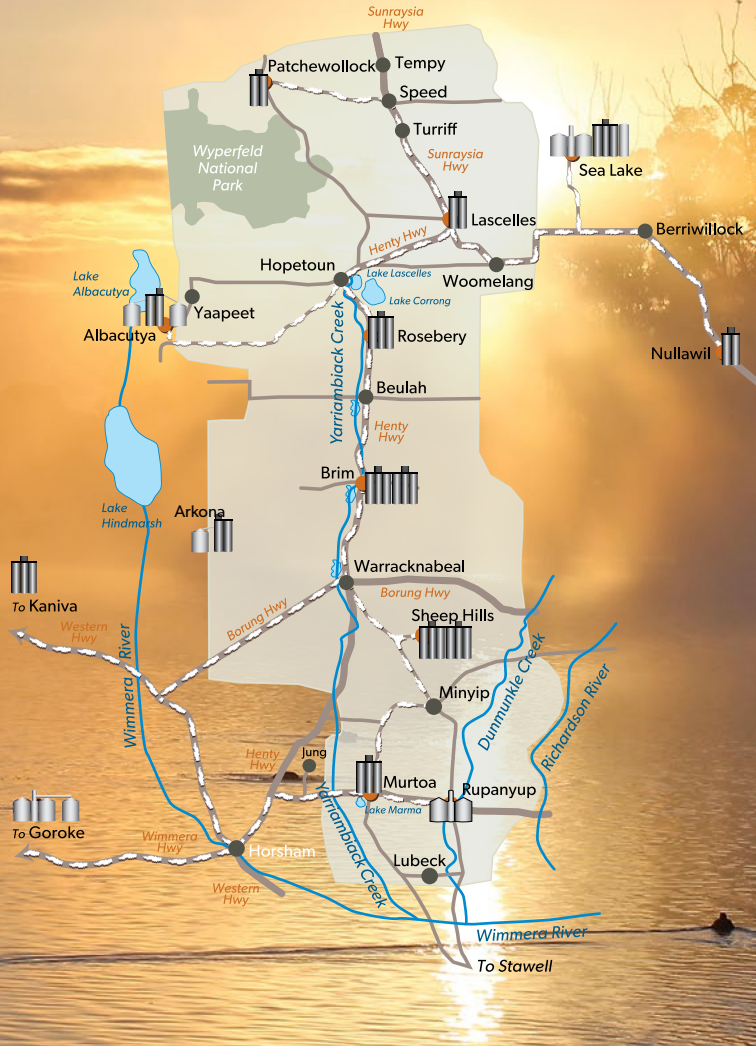 Sunraysia
Hwy
Patchewollock
Tempy
Speed
Turriff
Wyperfeld
National
Park
Sunraysia
Hwy
Sea Lake
Lascelles
Berriwillock
Henty Hwy
Hopetoun
Lake Lascelles
Woomelang
Lake
Albacutya
Lake Corrong
Yaapeet
Albacutya
Rosebery
Nullawil
Yarriambiack Creek
Beulah
Henty
Hwy
Brim
Lake
Hindmarsh
Arkona
Warracknabeal
Borung Hwy
To Kaniva
Borung Hwy
Sheep Hills
Western
Hwy
Wimmera River
Dunmunkle Creek
Richardson River
Minyip
Henty
Hwy
Jung
Murtoa
Rupanyup
Lake Marma
To Goroke
Wimmera
Hwy
Horsham
Yarriambiack Creek
Lubeck
Western
Hwy
Wimmera River
To Stawell